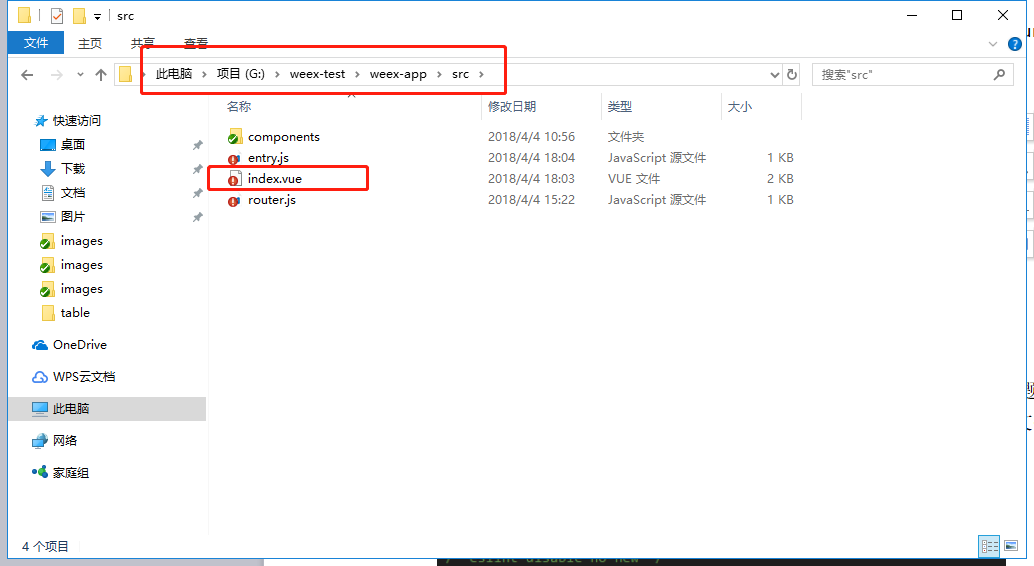 src
文件 主页 共享 查看
此电脑 项目 (G:) weex-test weex-app src 搜索"src"
名称 修改日期 类型 大小
快速访问
桌面
下载
文档
图片
images
images
images
table
OneDrive
WPS云文档
此电脑
网络
家庭组
components 2018/4/4 10:56 文件夹
entry.js 2018/4/4 18:04 JavaScript 源文件 1 KB
index.vue 2018/4/4 18:03 VUE 文件 2 KB
router.js 2018/4/4 15:22 JavaScript 源文件 1 KB
4 个项目